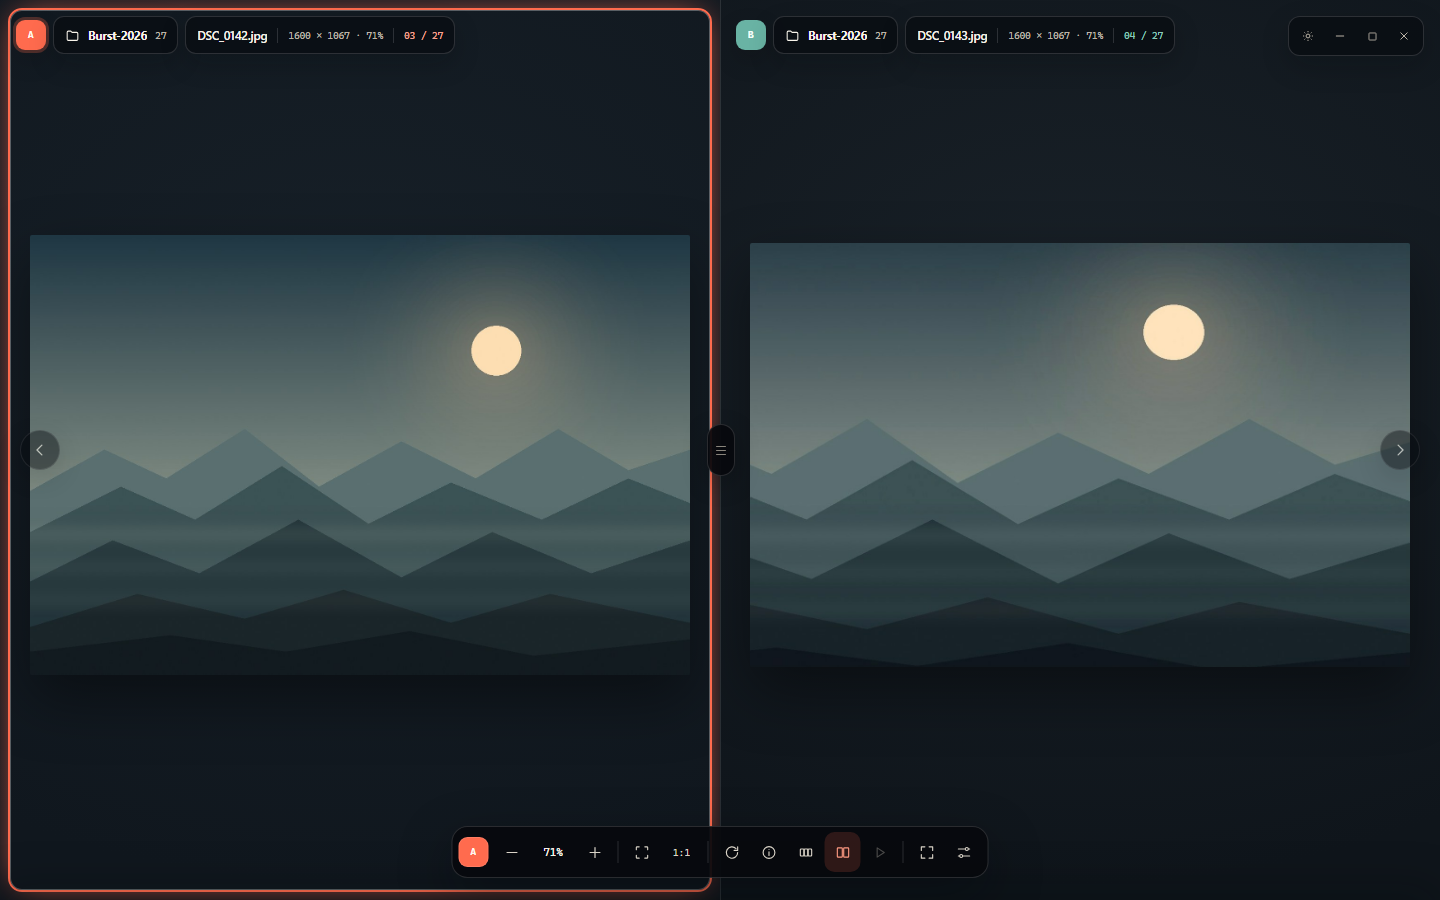 A Burst-2026 27 DSC_0142.jpg 1600 × 1067 · 71% 03 / 27
B Burst-2026 27 DSC_0143.jpg 1600 × 1067 · 71% 04 / 27
A 71% 1:1